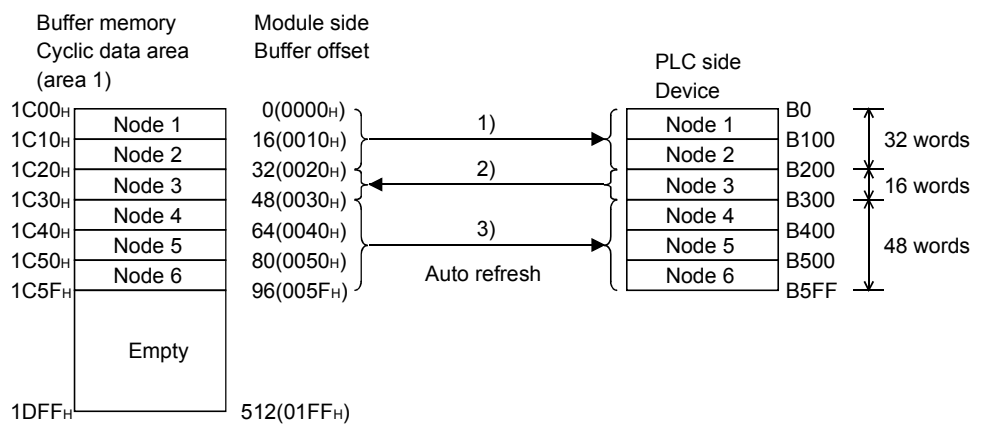 Buffer memory
Cyclic data area
(area 1)
Module side
Buffer offset
PLC side
Device
1C00H
0(0000H)
B0
Node 1
1)
Node 1
1C10H
16(0010H)
B100
32 words
Node 2
Node 2
1C20H
32(0020H)
2)
B200
Node 3
Node 3
16 words
1C30H
48(0030H)
B300
Node 4
Node 4
1C40H
64(0040H)
3)
B400
Node 5
Node 5
48 words
1C50H
80(0050H)
B500
Node 6
Auto refresh
Node 6
1C5FH
96(005FH)
B5FF
Empty
1DFFH
512(01FFH)